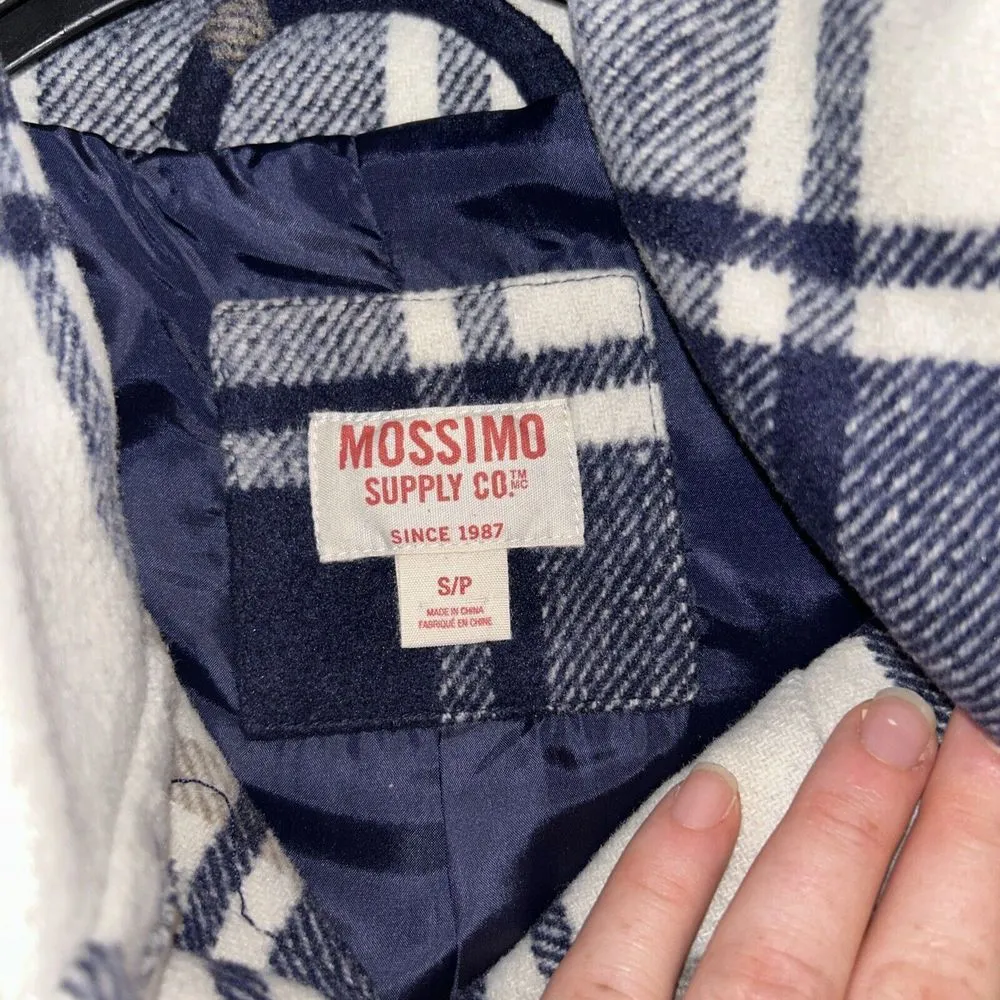 MOSSIMO
SUPPLY CO.™ MC
SINCE 1987
S/P
MADE IN CHINA
FABRIQUÉ EN CHINE